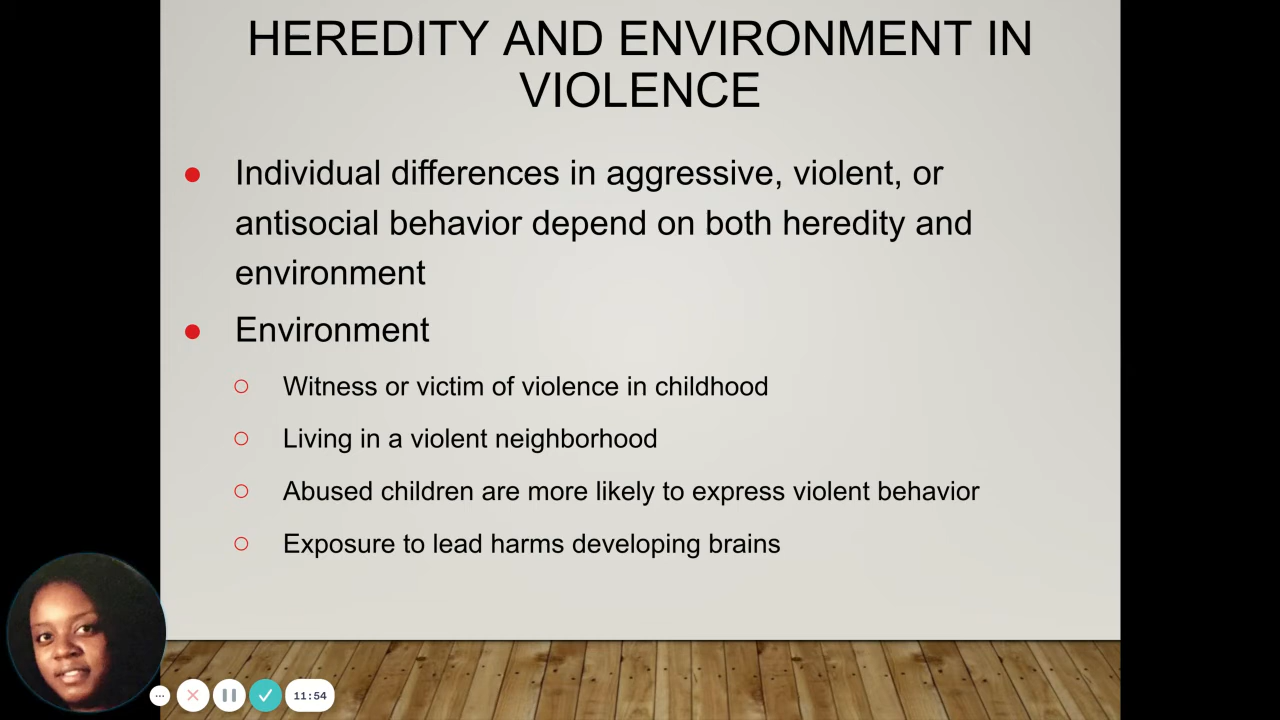 HEREDITY AND ENVIRONMENT IN
VIOLENCE
● Individual differences in aggressive, violent, or
antisocial behavior depend on both heredity and
environment
● Environment
○ Witness or victim of violence in childhood
○ Living in a violent neighborhood
○ Abused children are more likely to express violent behavior
○ Exposure to lead harms developing brains
11:54